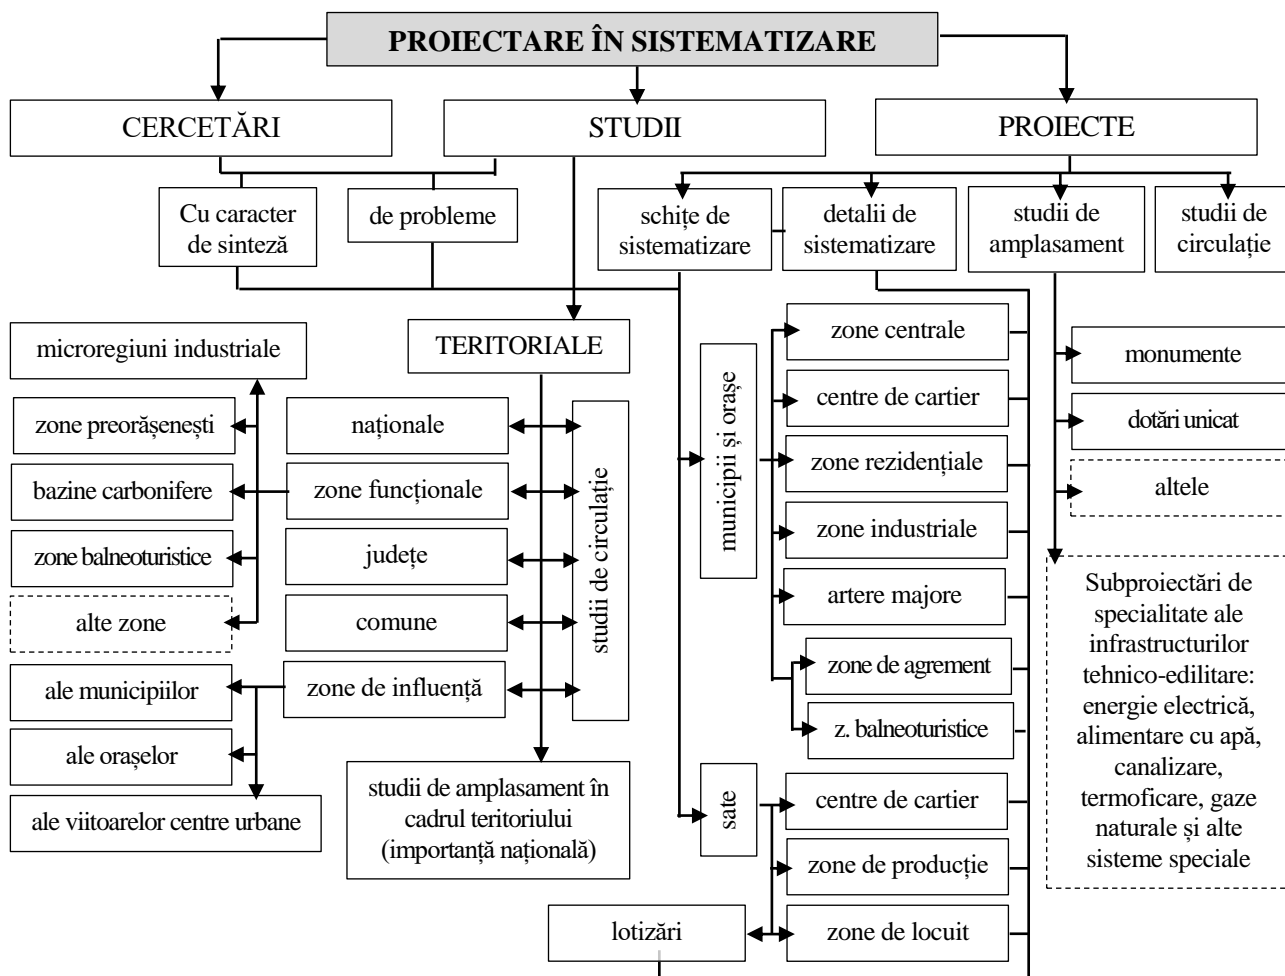 PROIECTARE ÎN SISTEMATIZARE
CERCETĂRI
STUDII
PROIECTE
Cu caracter
de sinteză
de probleme
schițe de
sistematizare
detalii de
sistematizare
studii de
amplasament
studii de
circulație
microregiuni industriale
TERITORIALE
zone preorășenești
bazine carbonifere
zone balneoturistice
alte zone
ale municipiilor
ale orașelor
ale viitoarelor centre urbane
naționale
zone funcționale
județe
comune
zone de influență
studii de circulație
studii de amplasament în
cadrul teritoriului
(importanță națională)
municipii și orașe
zone centrale
centre de cartier
zone rezidențiale
zone industriale
artere majore
zone de agrement
z. balneoturistice
sate
centre de cartier
zone de producție
zone de locuit
lotizări
monumente
dotări unicat
altele
Subproiectări de
specialitate ale
infrastructurilor
tehnico-edilitare:
energie electrică,
alimentare cu apă,
canalizare,
termoficare, gaze
naturale și alte
sisteme speciale